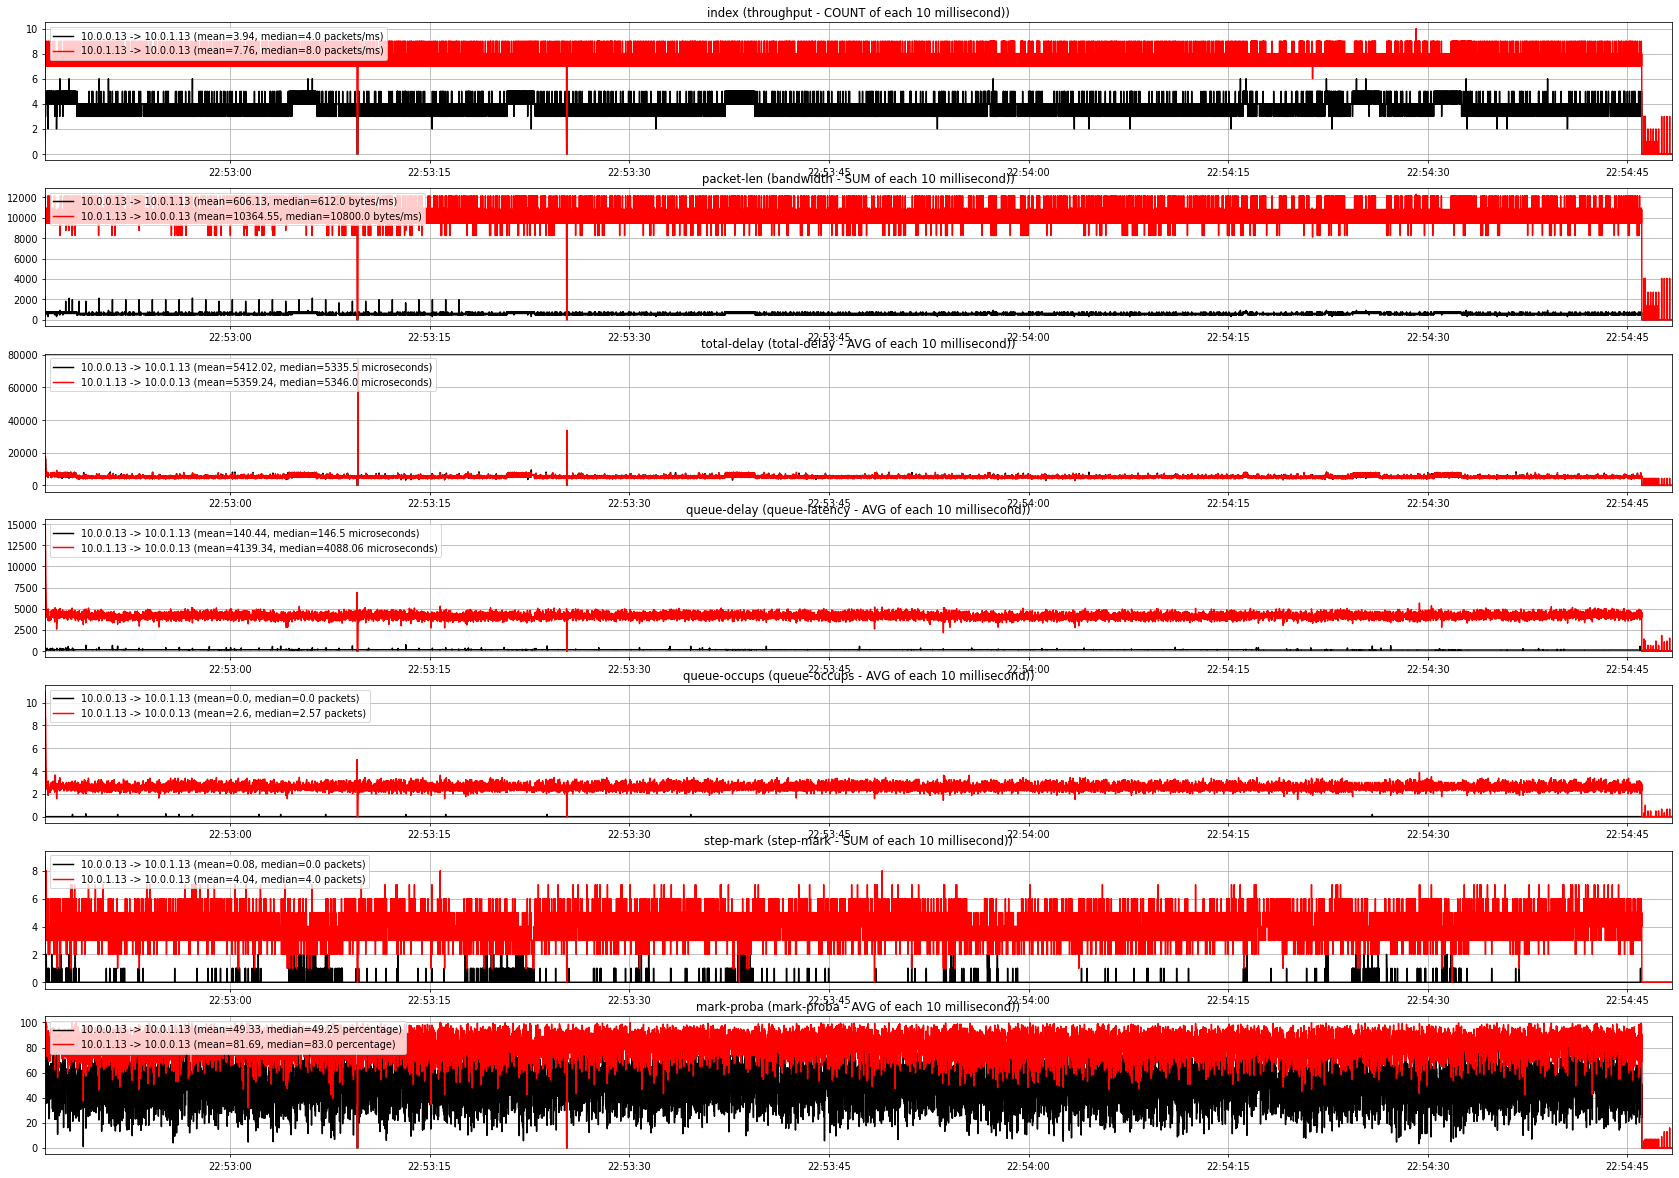 index (throughput - COUNT of each 10 millisecond))
10.0.0.13 -> 10.0.1.13 (mean=3.94, median=4.0 packets/ms)
10.0.1.13 -> 10.0.0.13 (mean=7.76, median=8.0 packets/ms)
10
8
6
4
2
0
22:53:00 22:53:15 22:53:30 22:53:45 22:54:00 22:54:15 22:54:30 22:54:45
packet-len (bandwidth - SUM of each 10 millisecond))
10.0.0.13 -> 10.0.1.13 (mean=606.13, median=612.0 bytes/ms)
10.0.1.13 -> 10.0.0.13 (mean=10364.55, median=10800.0 bytes/ms)
12000
10000
8000
6000
4000
2000
0
22:53:00 22:53:15 22:53:30 22:53:45 22:54:00 22:54:15 22:54:30 22:54:45
total-delay (total-delay - AVG of each 10 millisecond))
10.0.0.13 -> 10.0.1.13 (mean=5412.02, median=5335.5 microseconds)
10.0.1.13 -> 10.0.0.13 (mean=5359.24, median=5346.0 microseconds)
80000
60000
40000
20000
0
22:53:00 22:53:15 22:53:30 22:53:45 22:54:00 22:54:15 22:54:30 22:54:45
queue-delay (queue-latency - AVG of each 10 millisecond))
10.0.0.13 -> 10.0.1.13 (mean=140.44, median=146.5 microseconds)
10.0.1.13 -> 10.0.0.13 (mean=4139.34, median=4088.06 microseconds)
15000
12500
10000
7500
5000
2500
0
22:53:00 22:53:15 22:53:30 22:53:45 22:54:00 22:54:15 22:54:30 22:54:45
queue-occups (queue-occups - AVG of each 10 millisecond))
10.0.0.13 -> 10.0.1.13 (mean=0.0, median=0.0 packets)
10.0.1.13 -> 10.0.0.13 (mean=2.6, median=2.57 packets)
10
8
6
4
2
0
22:53:00 22:53:15 22:53:30 22:53:45 22:54:00 22:54:15 22:54:30 22:54:45
step-mark (step-mark - SUM of each 10 millisecond))
10.0.0.13 -> 10.0.1.13 (mean=0.08, median=0.0 packets)
10.0.1.13 -> 10.0.0.13 (mean=4.04, median=4.0 packets)
8
6
4
2
0
22:53:00 22:53:15 22:53:30 22:53:45 22:54:00 22:54:15 22:54:30 22:54:45
mark-proba (mark-proba - AVG of each 10 millisecond))
10.0.0.13 -> 10.0.1.13 (mean=49.33, median=49.25 percentage)
10.0.1.13 -> 10.0.0.13 (mean=81.69, median=83.0 percentage)
100
80
60
40
20
0
22:53:00 22:53:15 22:53:30 22:53:45 22:54:00 22:54:15 22:54:30 22:54:45